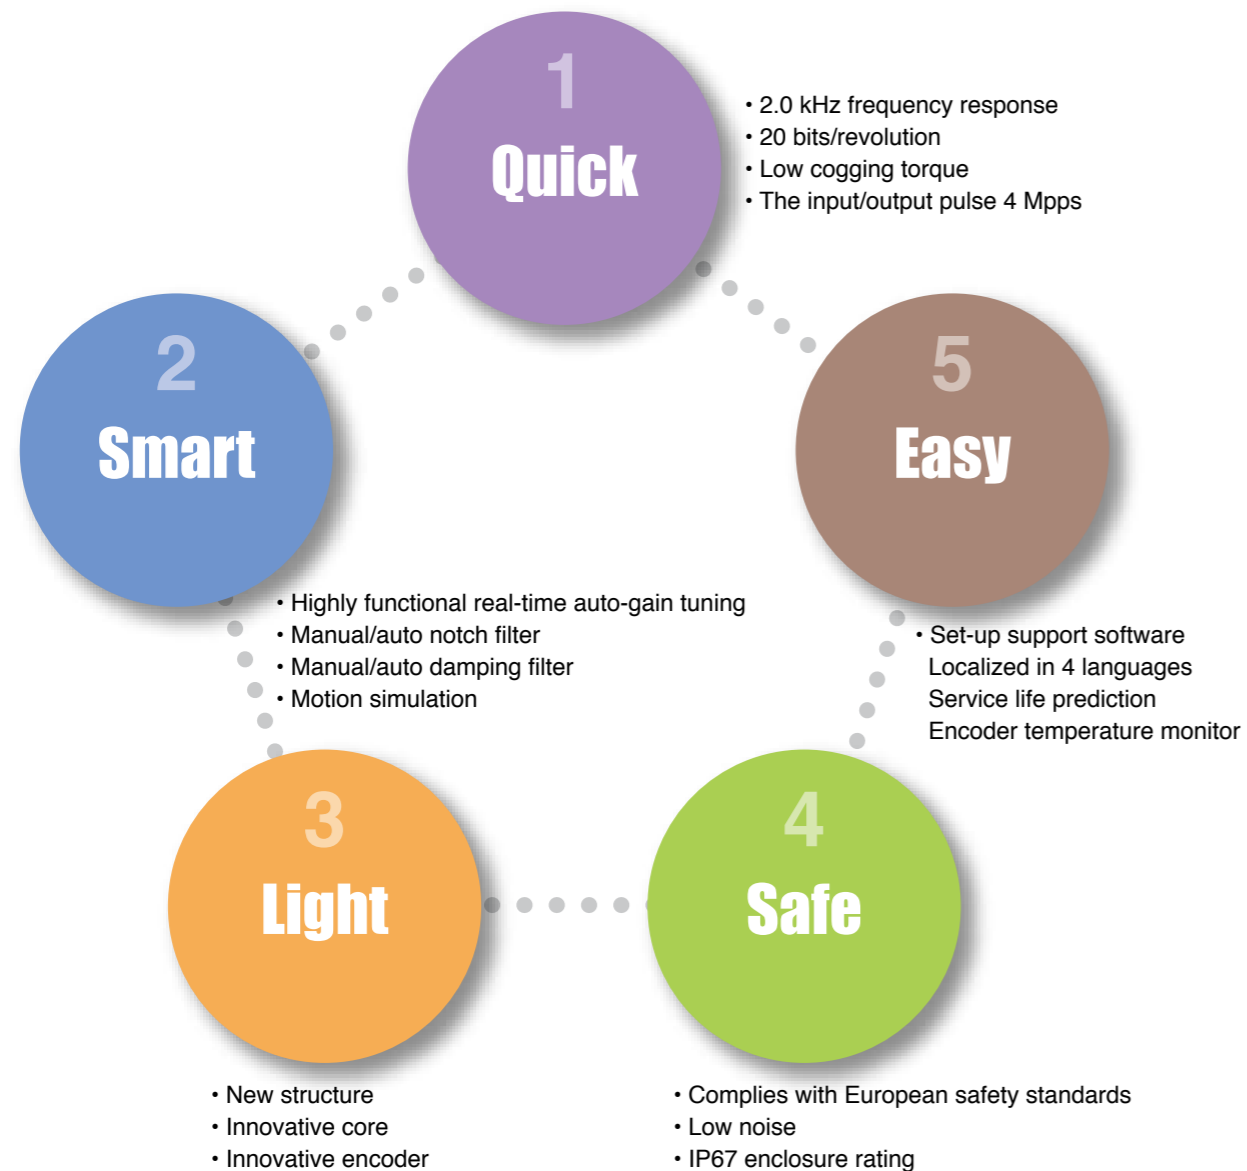 1
Quick
• 2.0 kHz frequency response
• 20 bits/revolution
• Low cogging torque
• The input/output pulse 4 Mpps
2
Smart
• Highly functional real-time auto-gain tuning
• Manual/auto notch filter
• Manual/auto damping filter
• Motion simulation
3
Light
• New structure
• Innovative core
• Innovative encoder
4
Safe
• Complies with European safety standards
• Low noise
• IP67 enclosure rating
5
Easy
• Set-up support software
Localized in 4 languages
Service life prediction
Encoder temperature monitor